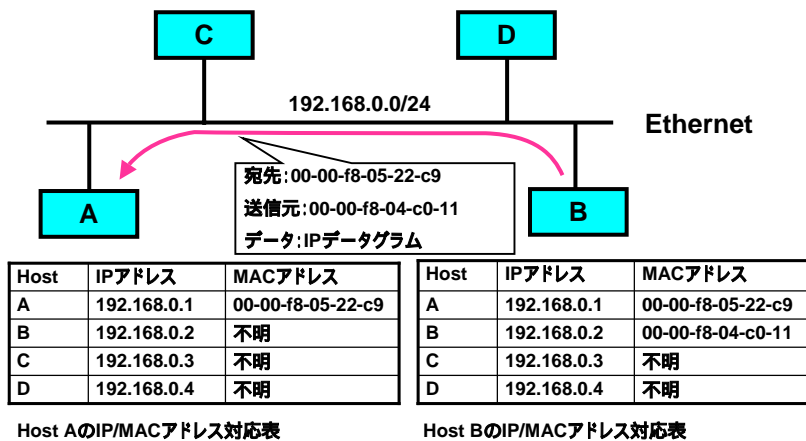 C
D
192.168.0.0/24
Ethernet
宛先:00-00-f8-05-22-c9
送信元:00-00-f8-04-c0-11
データ:IPデータグラム
A
B
Host IPアドレス MACアドレス
A 192.168.0.1 00-00-f8-05-22-c9
B 192.168.0.2 不明
C 192.168.0.3 不明
D 192.168.0.4 不明
Host AのIP/MACアドレス対応表
Host IPアドレス MACアドレス
A 192.168.0.1 00-00-f8-05-22-c9
B 192.168.0.2 00-00-f8-04-c0-11
C 192.168.0.3 不明
D 192.168.0.4 不明
Host BのIP/MACアドレス対応表